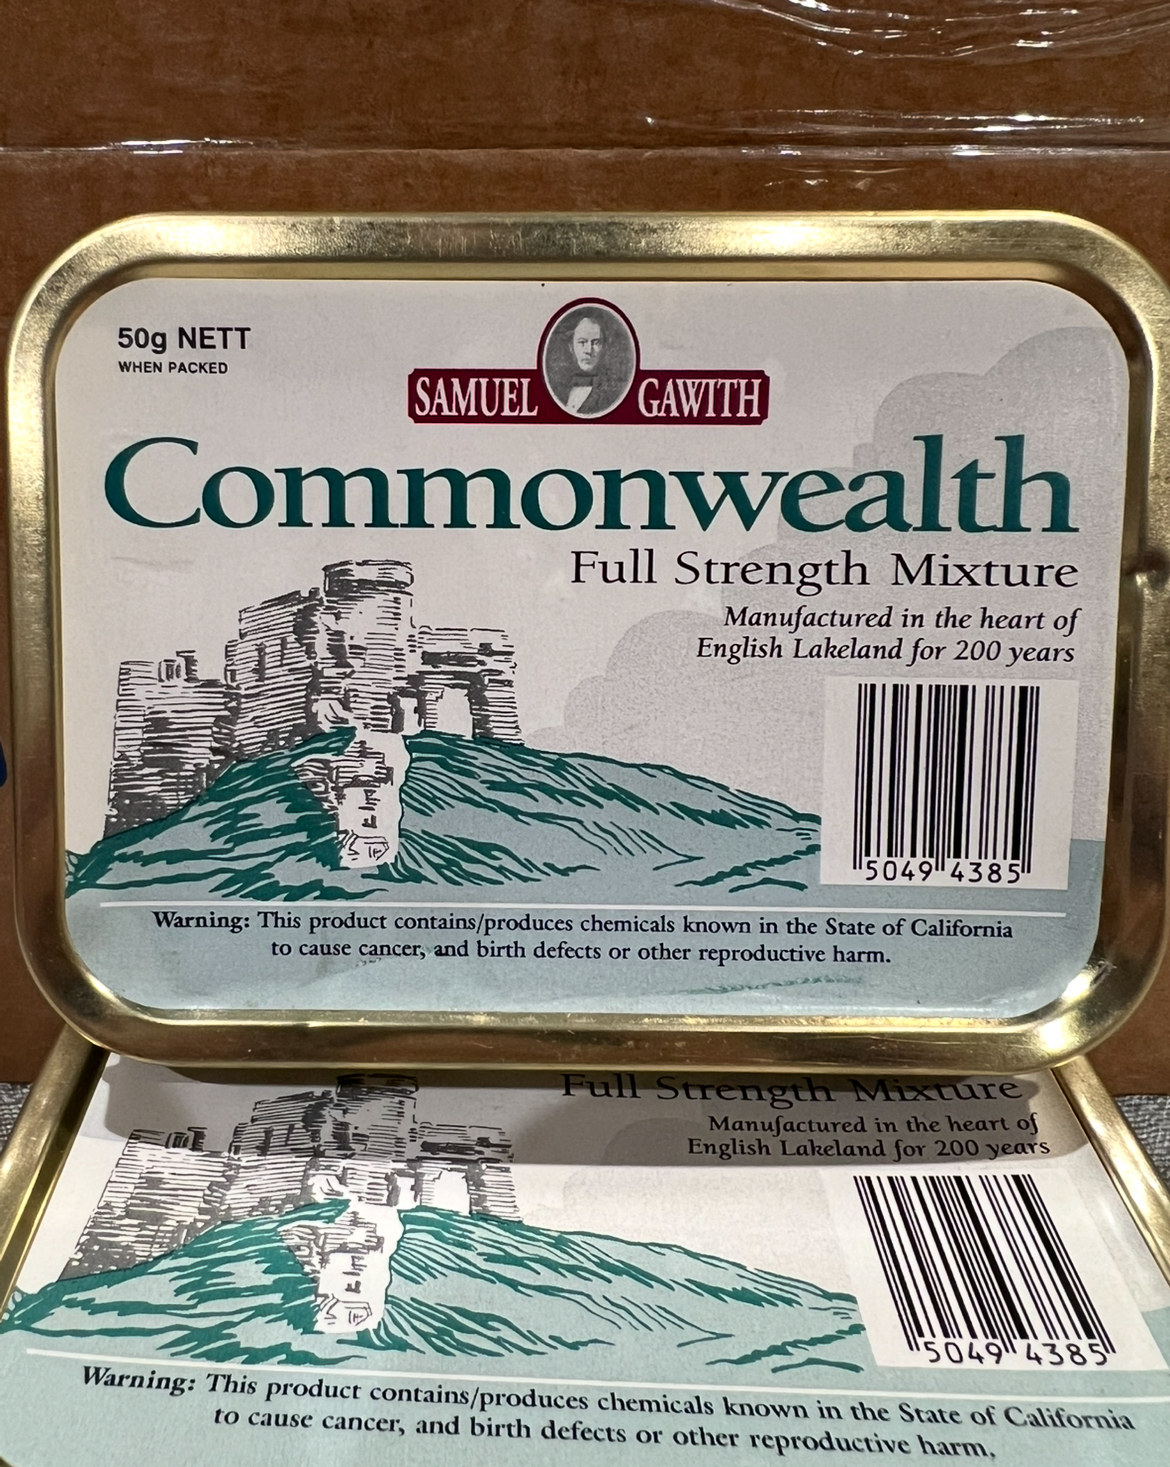 50g NETT
WHEN PACKED
SAMUEL GAWITH
Commonwealth
Full Strength Mixture
Manufactured in the heart of
English Lakeland for 200 years
5049 4385
Warning: This product contains/produces chemicals known in the State of California
to cause cancer, and birth defects or other reproductive harm.
Full Strength Mixture
Manufactured in the heart of
English Lakeland for 200 years
5049 4385
Warning: This product contains/produces chemicals known in the State of California
to cause cancer, and birth defects or other reproductive harm.